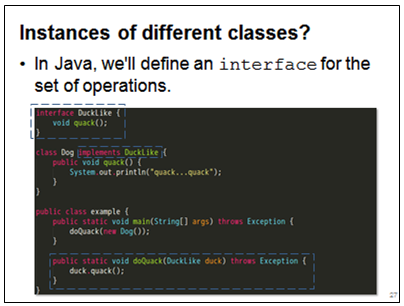 Instances of different classes?
• In Java, we'll define an interface for the
set of operations.
interface DuckLike {
void quack();
}
class Dog implements DuckLike {
public void quack() {
System.out.println("quack...quack");
}
}
public class example {
public static void main(String[] args) throws Exception {
doQuack(new Dog());
}
public static void doQuack(DuckLike duck) throws Exception {
duck.quack();
}
}